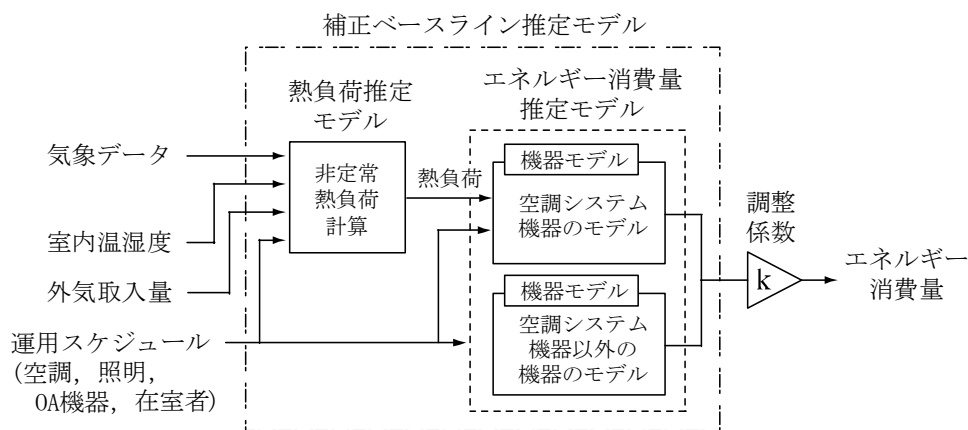 補正ベースライン推定モデル
熱負荷推定
モデル
エネルギー消費量
推定モデル
気象データ
室内温湿度
外気取入量
運用スケジュール
(空調，照明，
OA機器，在室者)
非定常
熱負荷
計算
熱負荷
機器モデル
空調システム
機器のモデル
機器モデル
空調システム
機器以外の
機器のモデル
調整
係数
k
エネルギー
消費量